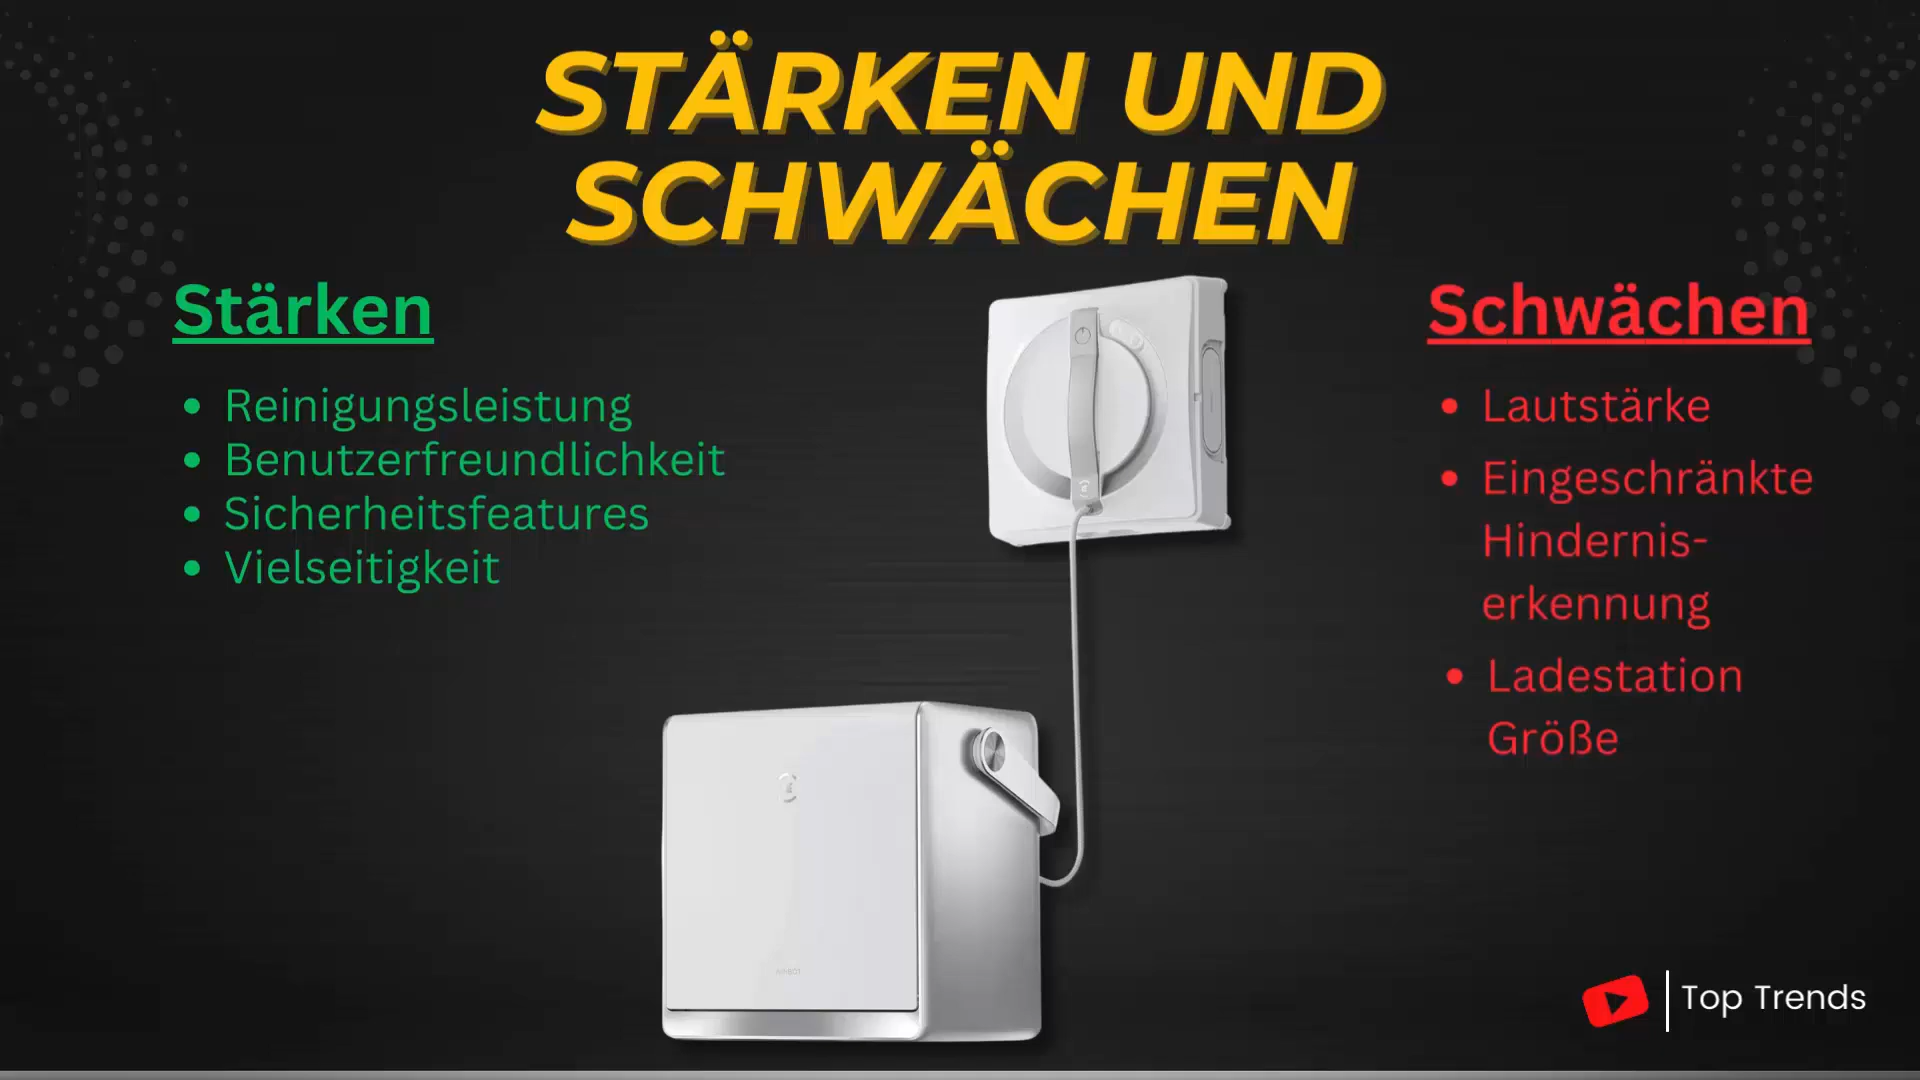 STÄRKEN UND
SCHWÄCHEN
Stärken
Reinigungsleistung
Benutzerfreundlichkeit
Sicherheitsfeatures
Vielseitigkeit
Schwächen
Lautstärke
Eingeschränkte
Hindernis-
erkennung
Ladestation
Größe
Top Trends